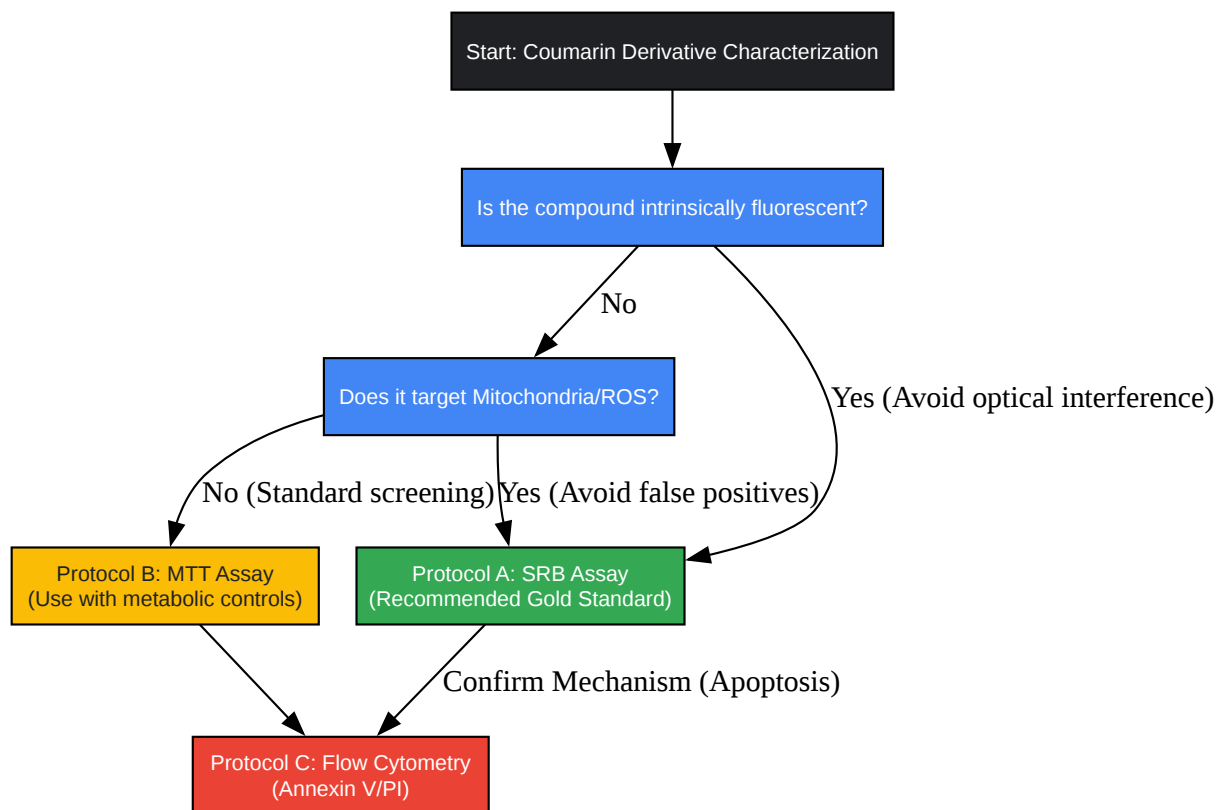 Start: Coumarin Derivative Characterization
Is the compound intrinsically fluorescent?
No
Does it target Mitochondria/ROS?
Yes (Avoid optical interference)
No (Standard screening)
Yes (Avoid false positives)
Protocol B: MTT Assay
(Use with metabolic controls)
Protocol A: SRB Assay
(Recommended Gold Standard)
Confirm Mechanism (Apoptosis)
Protocol C: Flow Cytometry
(Annexin V/PI)